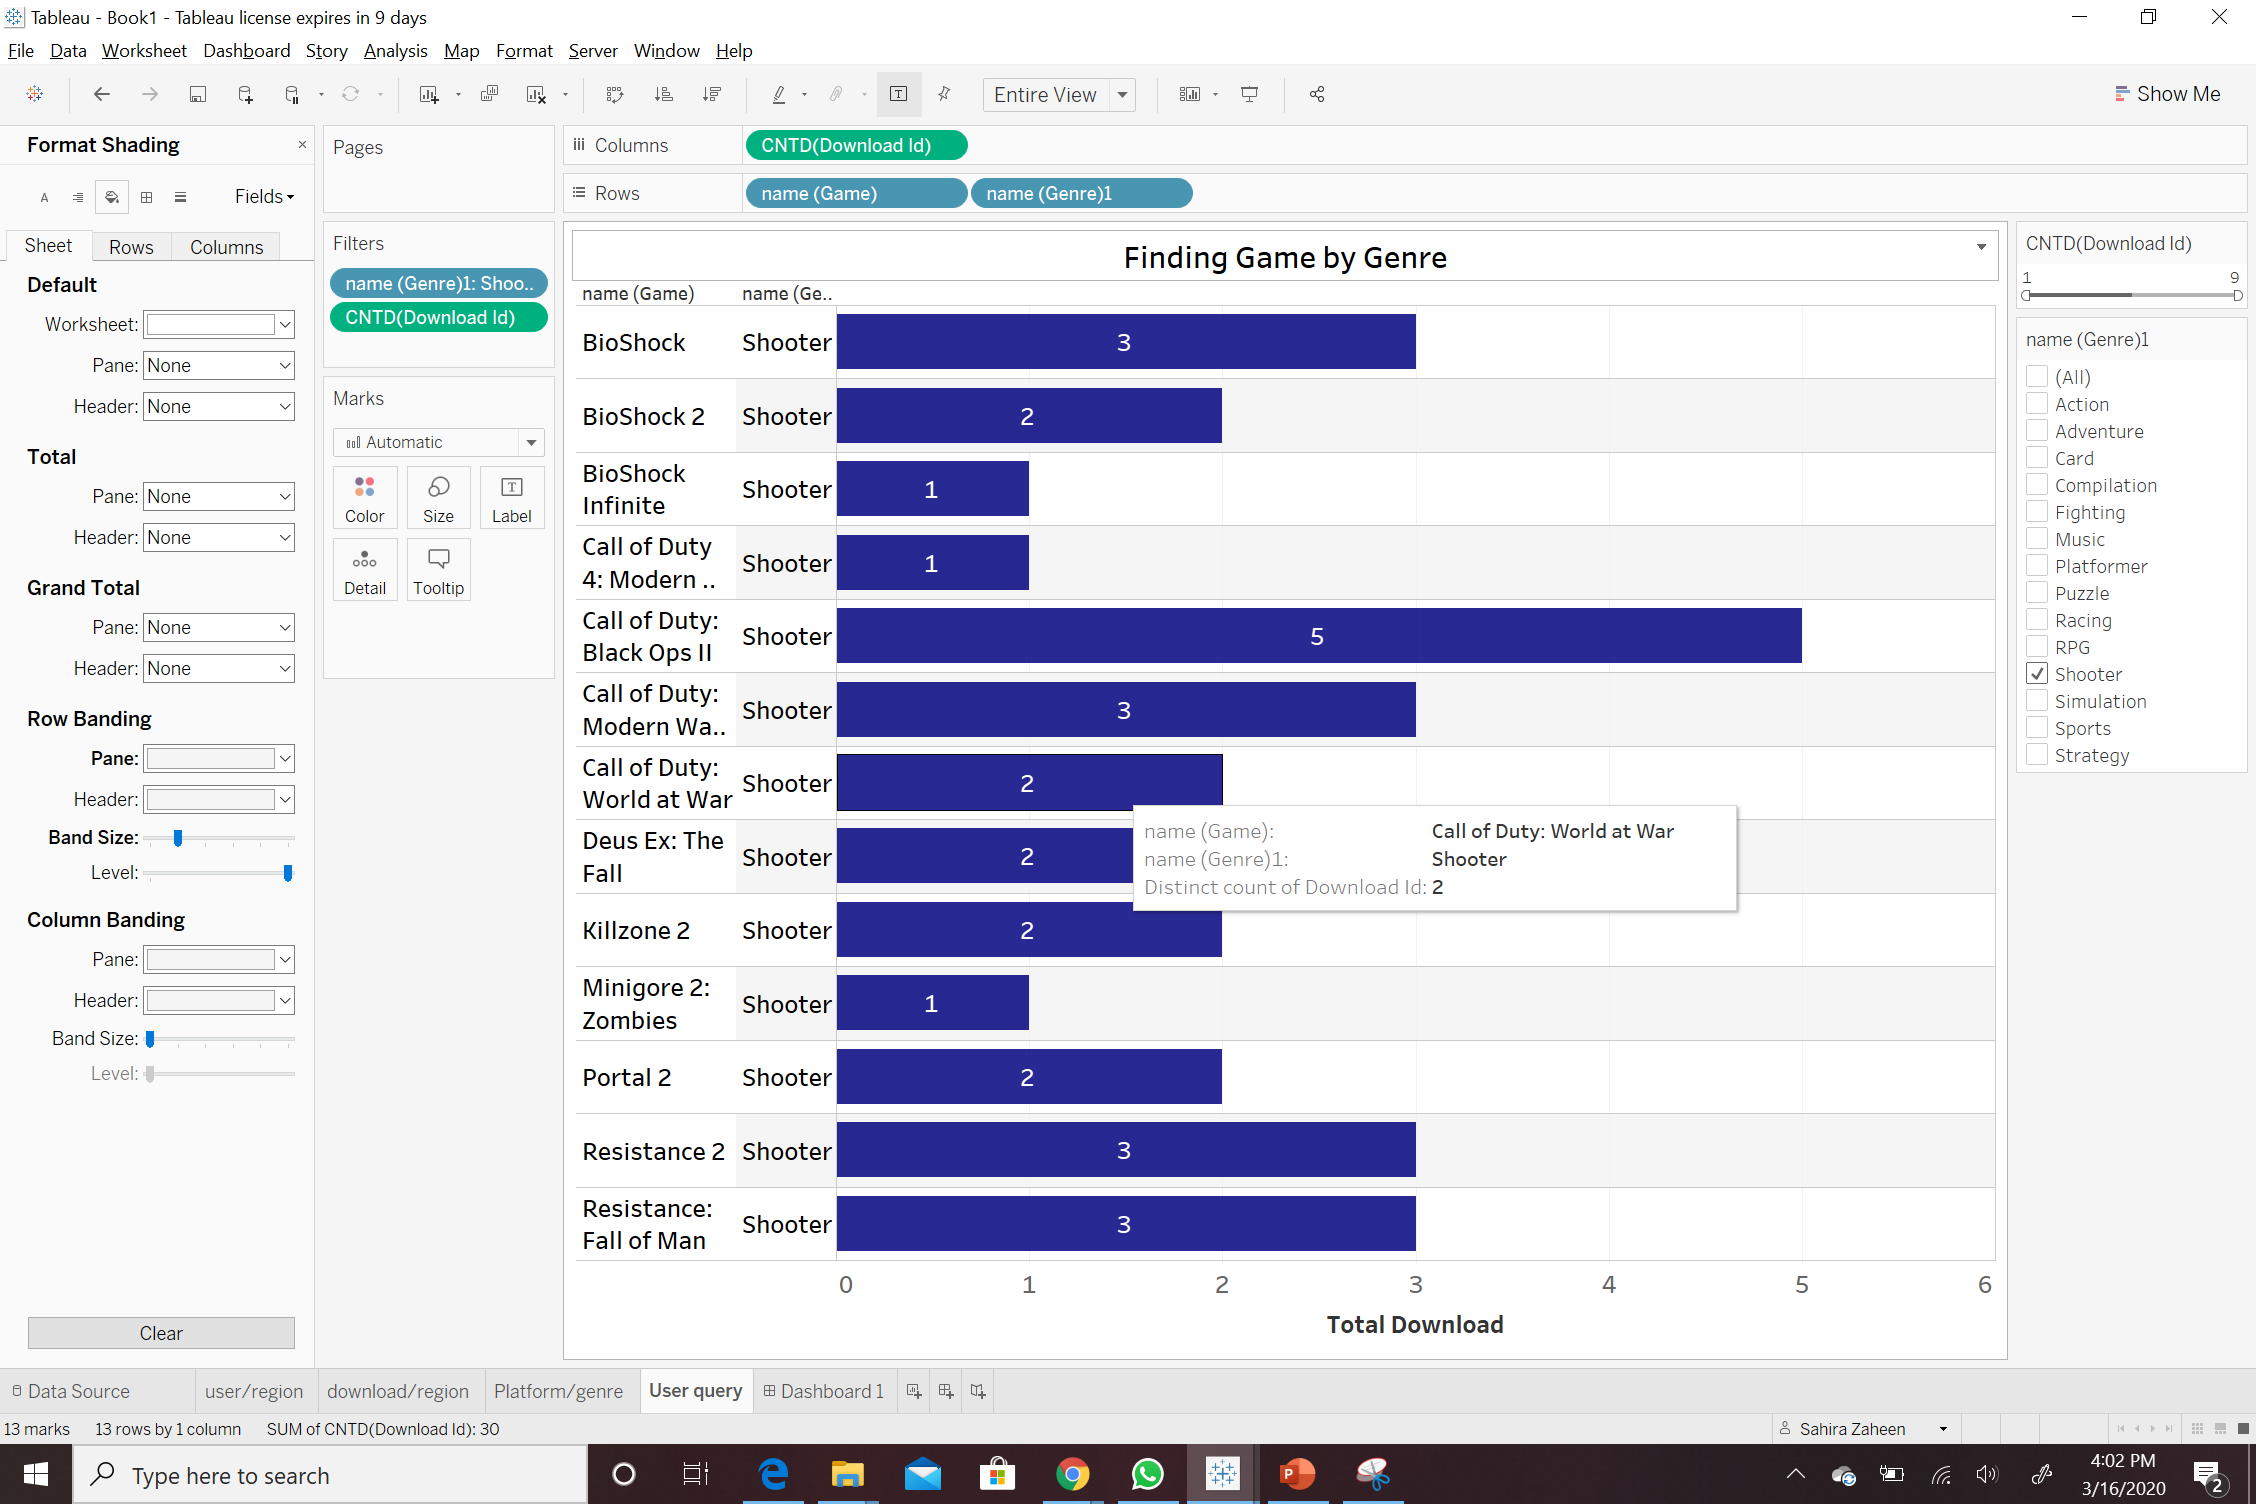 Tableau - Book1 - Tableau license expires in 9 days
File Data Worksheet Dashboard Story Analysis Map Format Server Window Help
Entire View
Show Me
Format Shading
Fields
Sheet Rows Columns
Default
Worksheet:
Pane: None
Header: None
Total
Pane: None
Header: None
Grand Total
Pane: None
Header: None
Row Banding
Pane:
Header:
Band Size:
Level:
Column Banding
Pane:
Header:
Band Size:
Level:
Clear
Pages
Filters
name (Genre)1: Shoo..
CNTD(Download Id)
Marks
Automatic
Color Size Label
Detail Tooltip
Columns CNTD(Download Id)
Rows name (Game) name (Genre)1
Finding Game by Genre
name (Game) name (Ge..
BioShock Shooter 3
BioShock 2 Shooter 2
BioShock
Infinite Shooter 1
Call of Duty
4: Modern .. Shooter 1
Call of Duty:
Black Ops II Shooter 5
Call of Duty:
Modern Wa.. Shooter 3
Call of Duty:
World at War Shooter 2
Deus Ex: The
Fall Shooter 2
Killzone 2 Shooter 2
Minigore 2:
Zombies Shooter 1
Portal 2 Shooter 2
Resistance 2 Shooter 3
Resistance:
Fall of Man Shooter 3
0 1 2 3 4 5 6
Total Download
name (Game): Call of Duty: World at War
name (Genre)1: Shooter
Distinct count of Download Id: 2
CNTD(Download Id)
1 9
name (Genre)1
(All)
Action
Adventure
Card
Compilation
Fighting
Music
Platformer
Puzzle
Racing
RPG
Shooter
Simulation
Sports
Strategy
Data Source user/region download/region Platform/genre User query Dashboard 1
13 marks 13 rows by 1 column SUM of CNTD(Download Id): 30
Sahira Zaheen
Type here to search
4:02 PM
3/16/2020
2